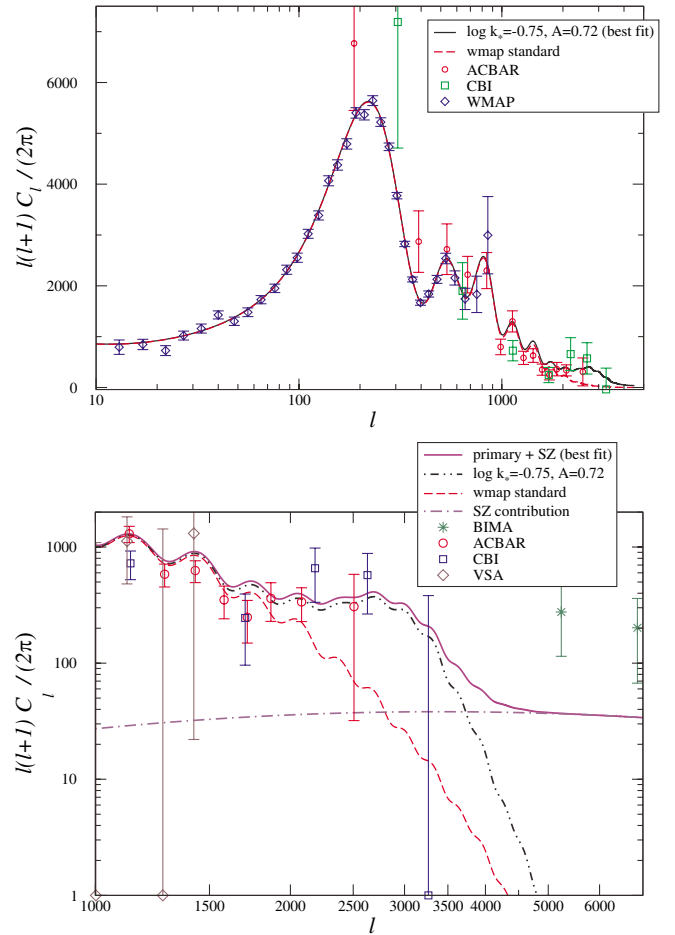 log k*=-0.75, A=0.72 (best fit)
wmap standard
ACBAR
CBI
WMAP
l(l+1) C_l / (2π)
6000
4000
2000
0
10
100
1000
l
primary + SZ (best fit)
log k*=-0.75, A=0.72
wmap standard
SZ contribution
BIMA
ACBAR
CBI
VSA
l(l+1) C_l / (2π)
1000
100
10
1
1000
1500
2000
2500
3000
3500
4000
5000
6000
l